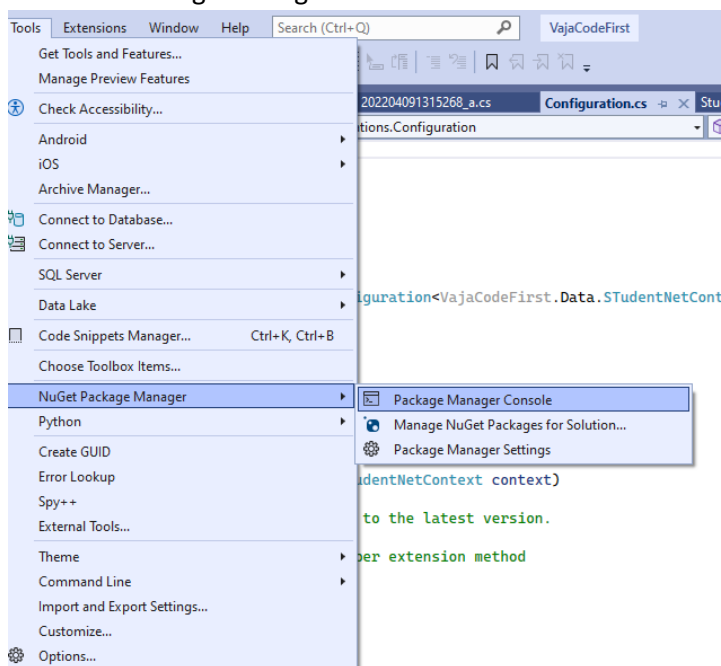 Tools Extensions Window Help Search (Ctrl+Q) VajaCodeFirst
Get Tools and Features...
Manage Preview Features
202204091315268_a.cs Configuration.cs Stu
Check Accessibility...
tions.Configuration
Android
iOS
Archive Manager...
Connect to Database...
Connect to Server...
SQL Server
iguration<VajaCodeFirst.Data.STudentNetCont
Data Lake
Code Snippets Manager... Ctrl+K, Ctrl+B
Choose Toolbox Items...
NuGet Package Manager Package Manager Console
Python Manage NuGet Packages for Solution...
Create GUID Package Manager Settings
Error Lookup
udentNetContext context)
Spy++
External Tools...
to the latest version.
Theme
per extension method
Command Line
Import and Export Settings...
Customize...
Options...